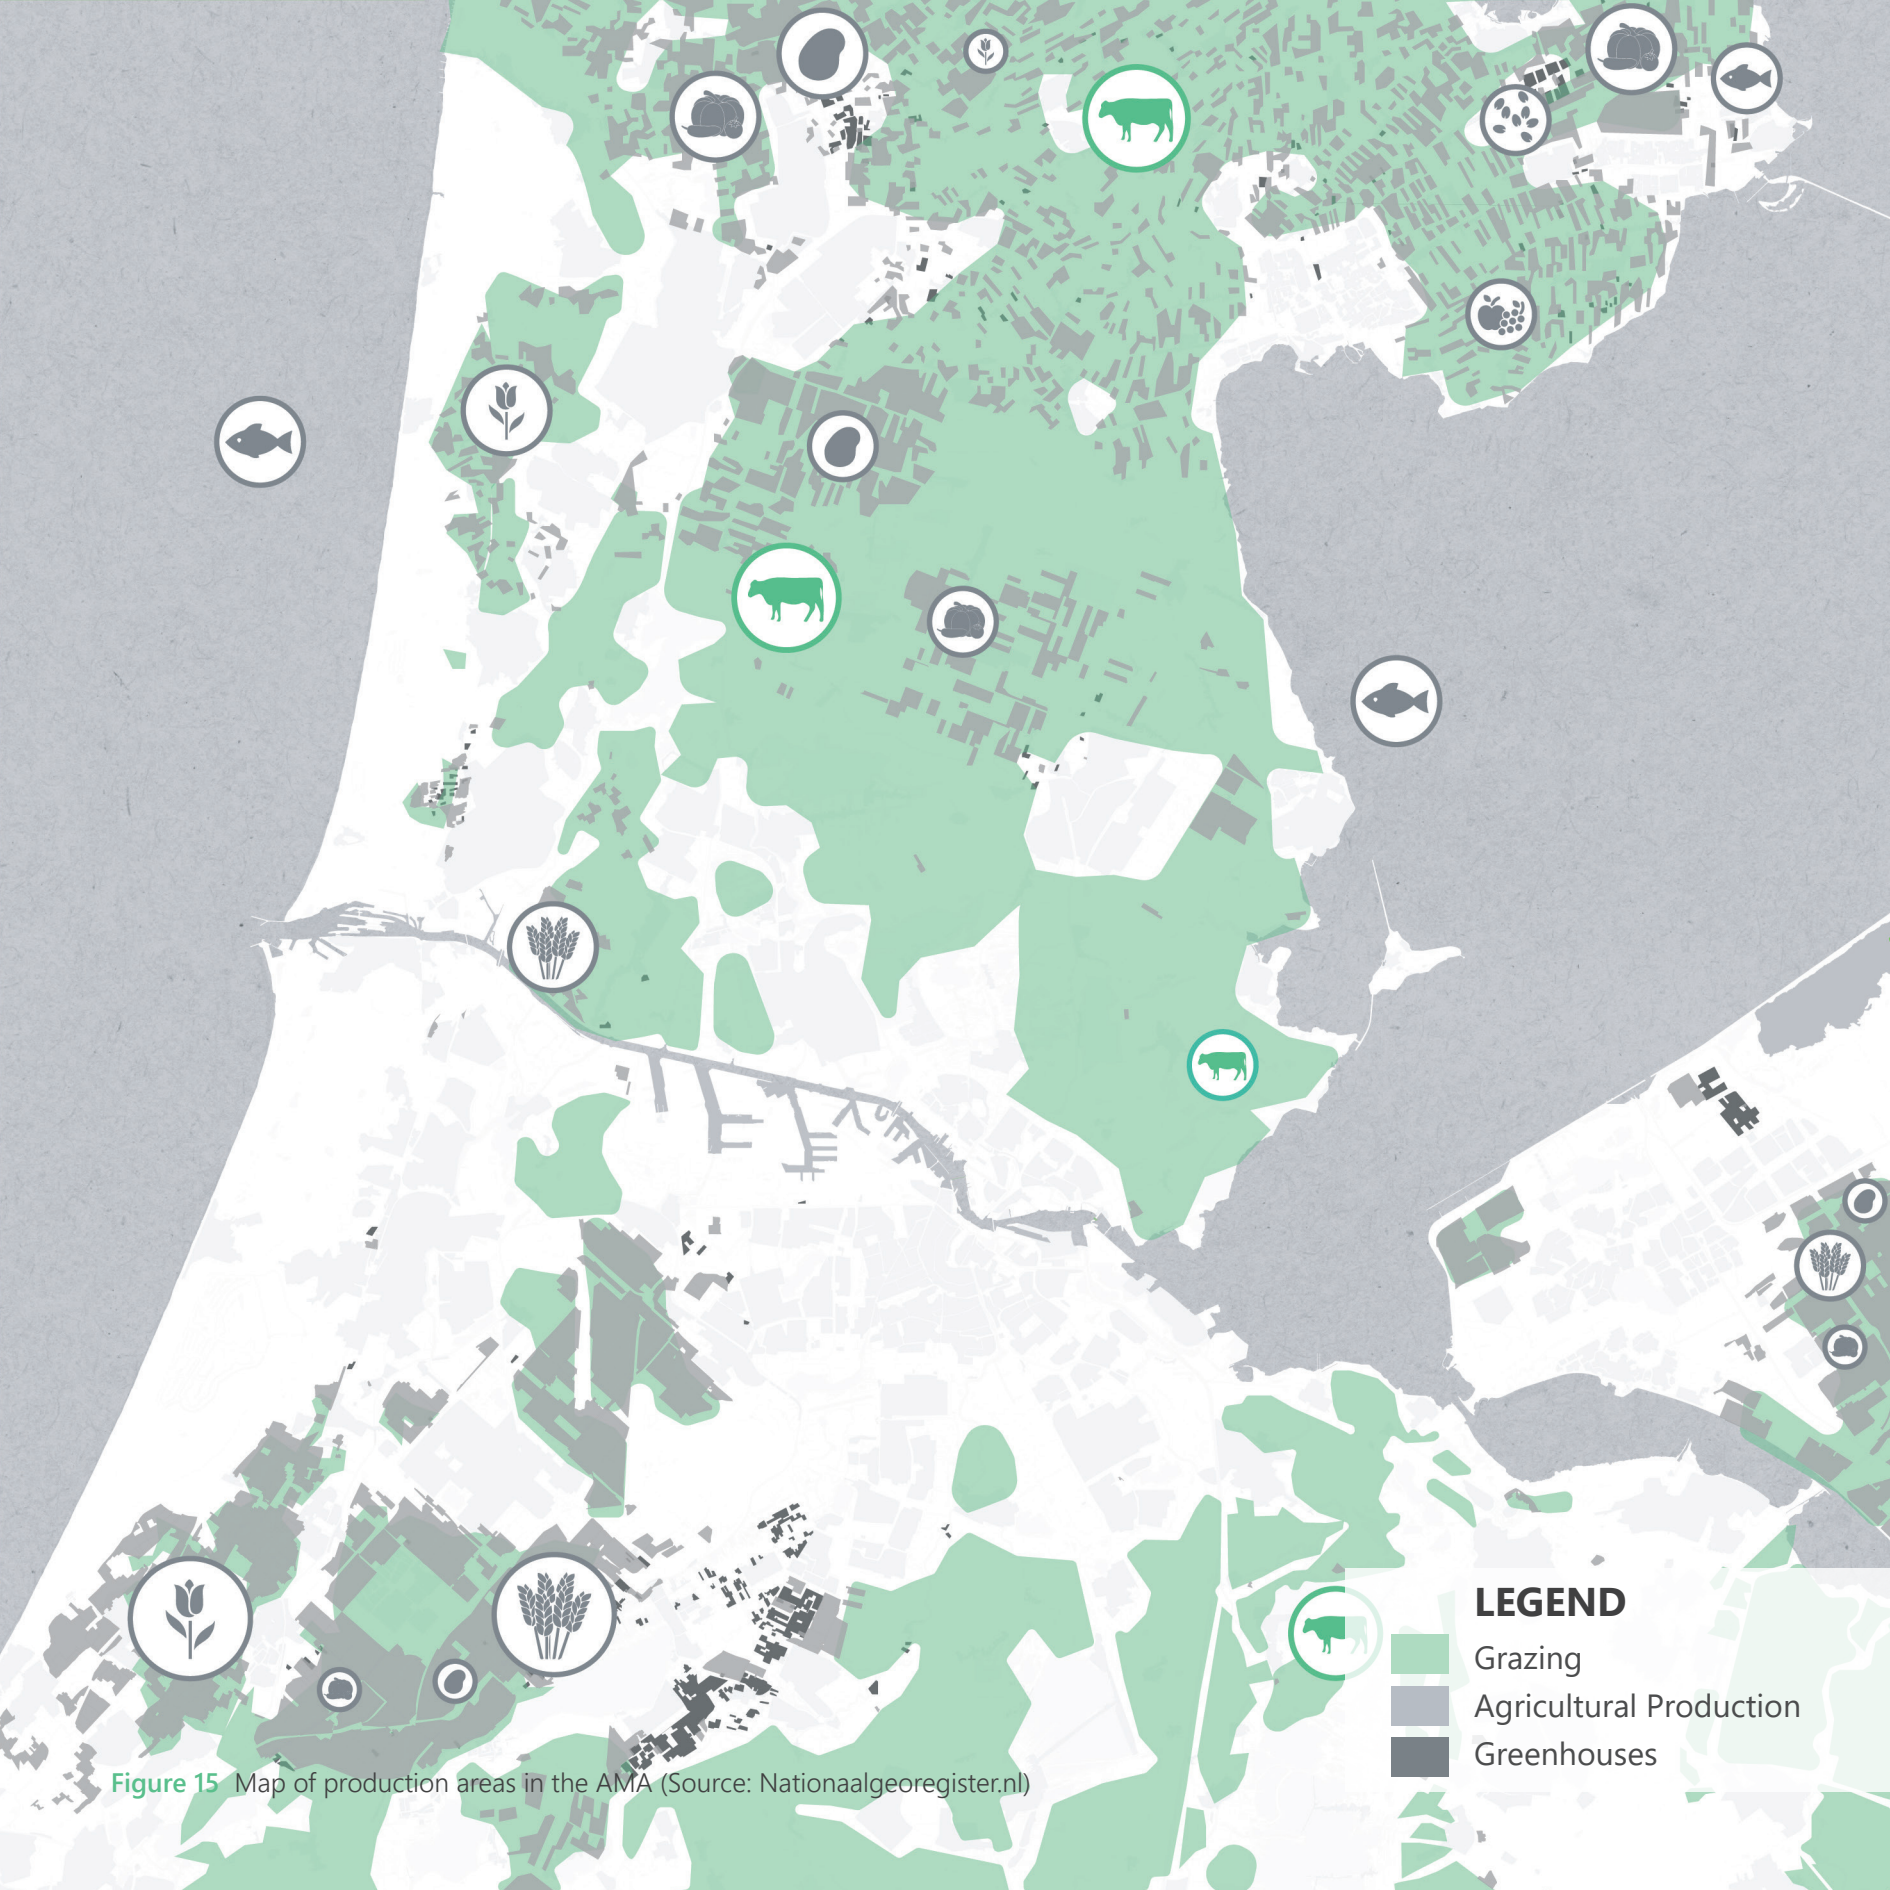 LEGEND
Grazing
Agricultural Production
Greenhouses
Figure 15 Map of production areas in the AMA (Source: Nationaalgeoregister.nl)